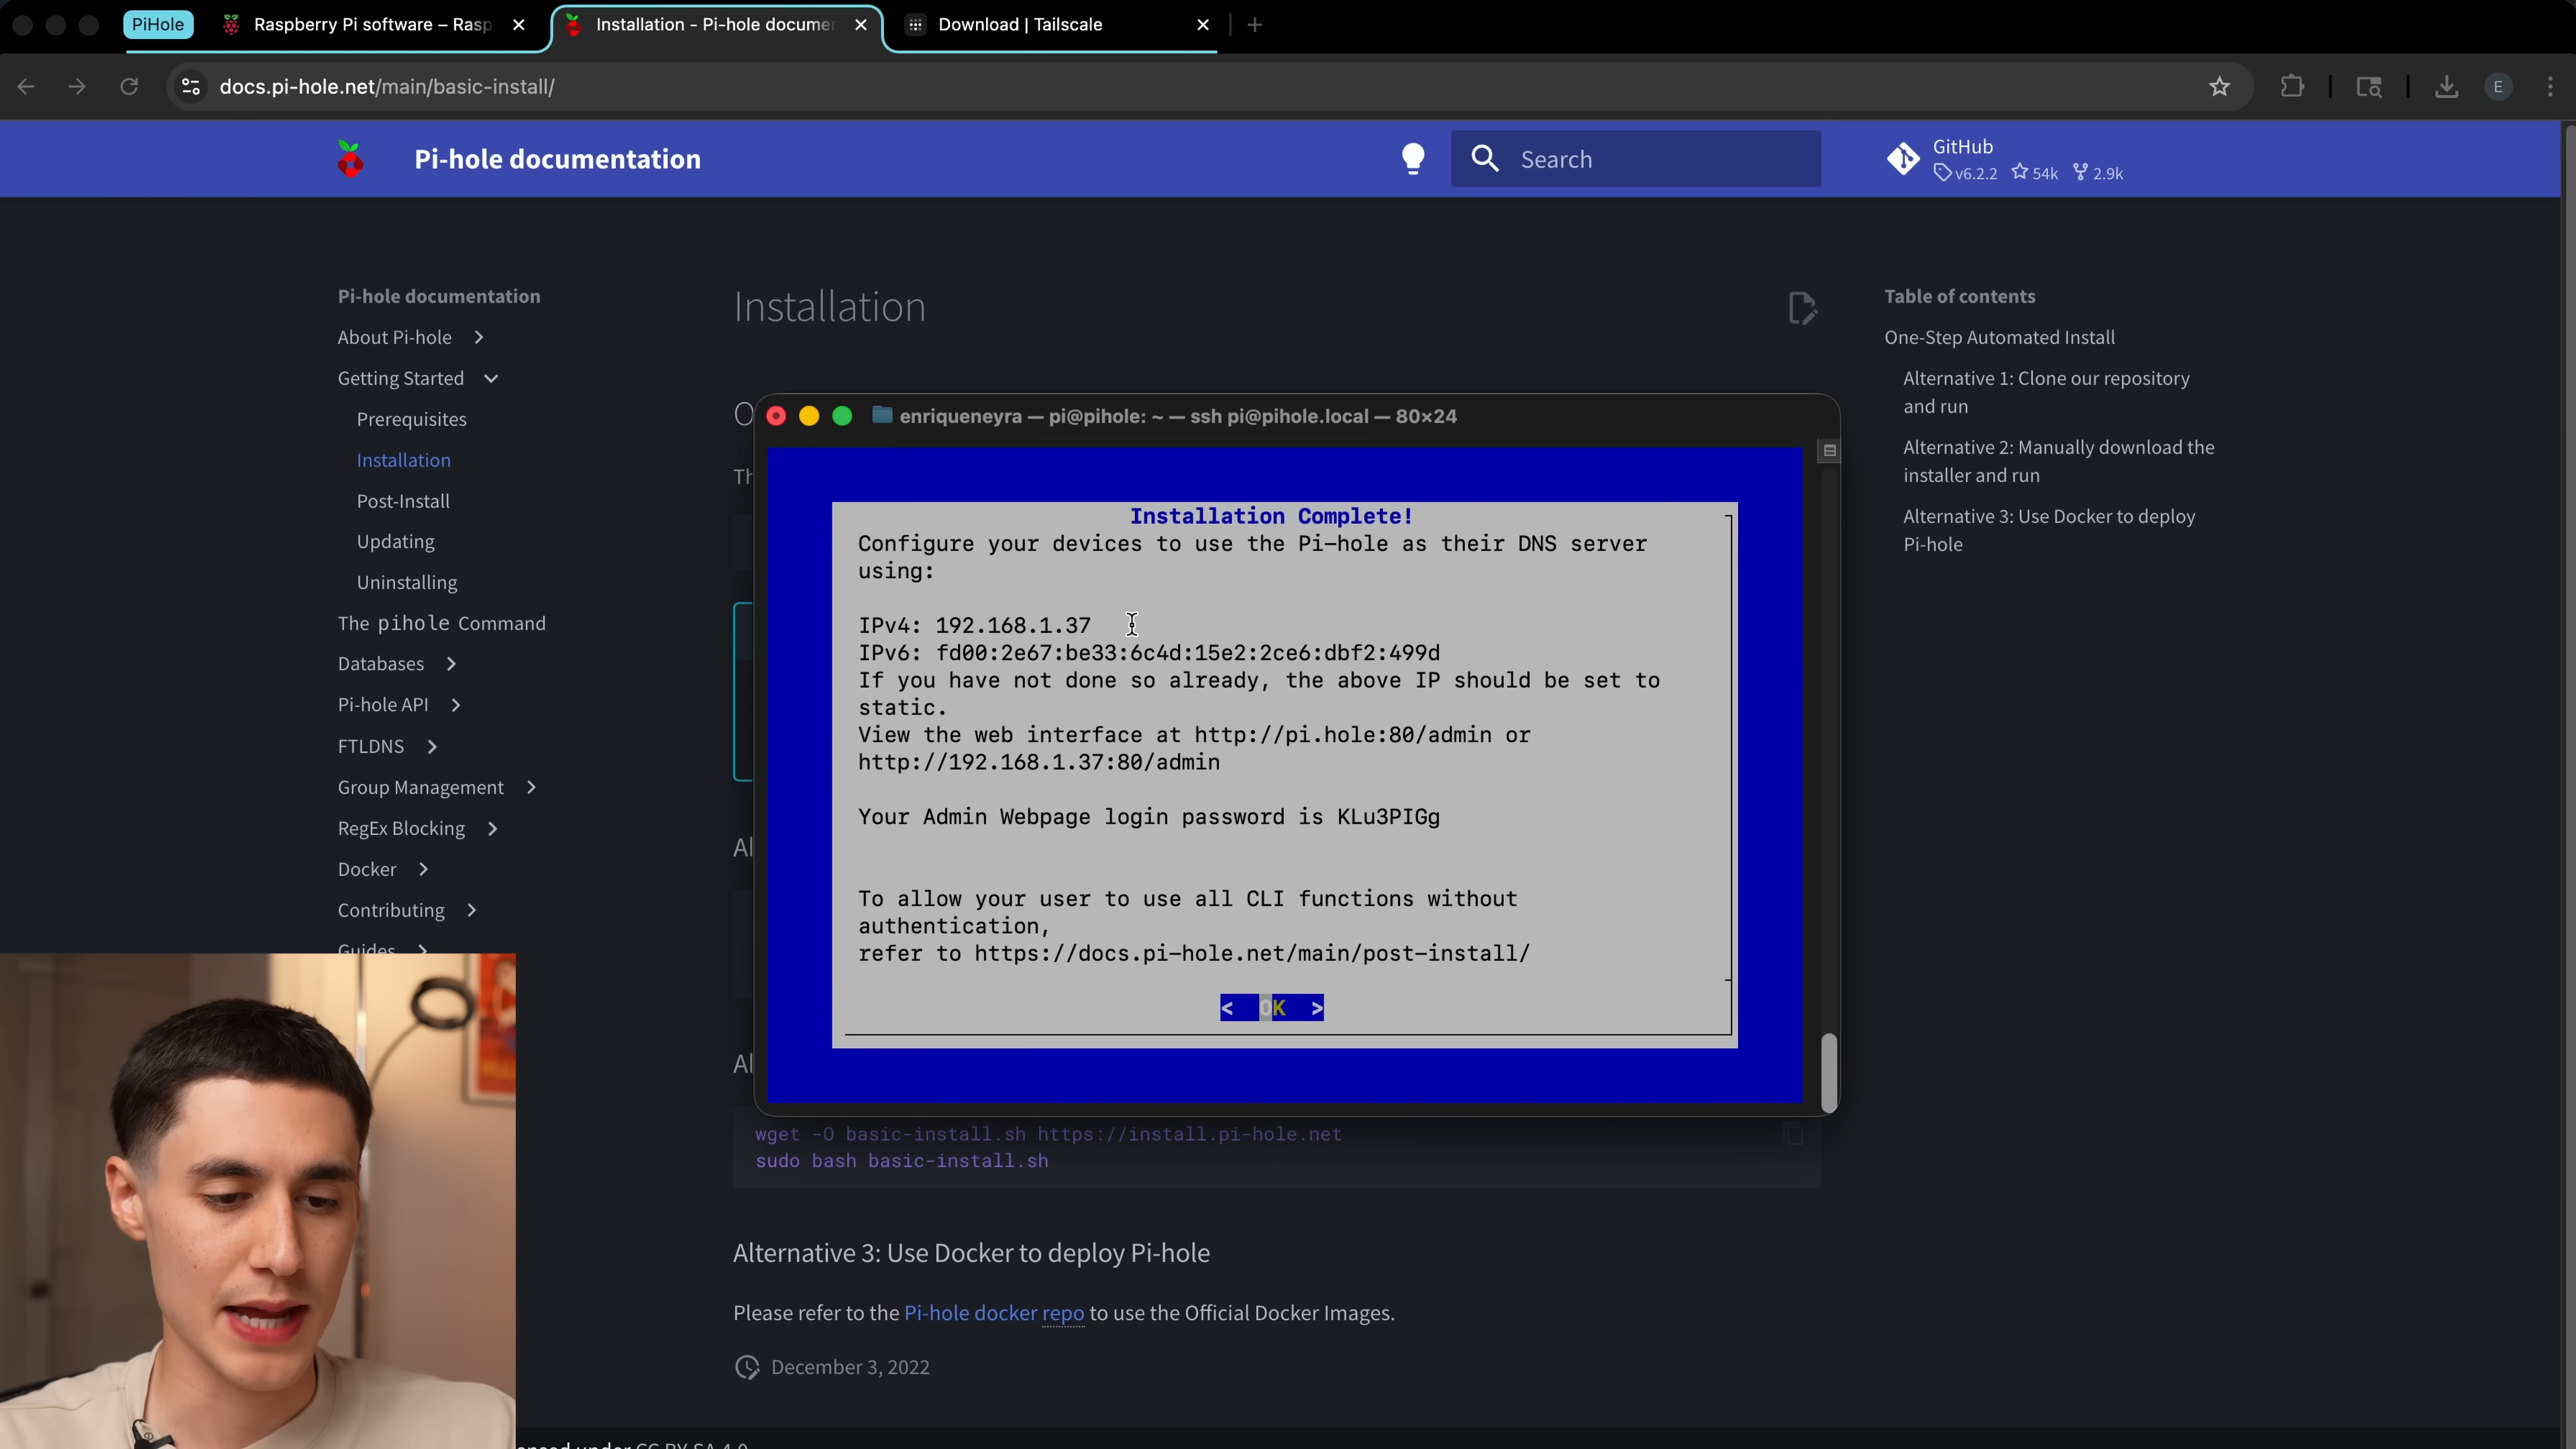 PiHole
Raspberry Pi software – Rasp
Installation - Pi-hole documen
Download | Tailscale
docs.pi-hole.net/main/basic-install/
E
Pi-hole documentation
Search
GitHub
v6.2.2 54k 2.9k
Pi-hole documentation
About Pi-hole
Getting Started
Prerequisites
Installation
Post-Install
Updating
Uninstalling
The pihole Command
Databases
Pi-hole API
FTLDNS
Group Management
RegEx Blocking
Docker
Contributing
Guides
Installation
O
Th
Al
Al
enriqueneyra — pi@pihole: ~ — ssh pi@pihole.local — 80×24
Installation Complete!
Configure your devices to use the Pi-hole as their DNS server
using:
IPv4: 192.168.1.37
IPv6: fd00:2e67:be33:6c4d:15e2:2ce6:dbf2:499d
If you have not done so already, the above IP should be set to
static.
View the web interface at http://pi.hole:80/admin or
http://192.168.1.37:80/admin
Your Admin Webpage login password is KLu3PIGg
To allow your user to use all CLI functions without
authentication,
refer to https://docs.pi-hole.net/main/post-install/
< OK >
wget -O basic-install.sh https://install.pi-hole.net
sudo bash basic-install.sh
Alternative 3: Use Docker to deploy Pi-hole
Please refer to the Pi-hole docker repo to use the Official Docker Images.
December 3, 2022
Table of contents
One-Step Automated Install
Alternative 1: Clone our repository
and run
Alternative 2: Manually download the
installer and run
Alternative 3: Use Docker to deploy
Pi-hole